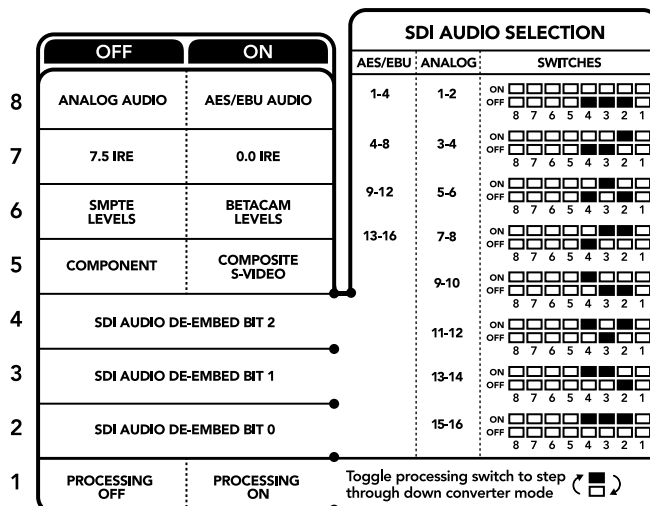 OFF ON
8 ANALOG AUDIO AES/EBU AUDIO
7 7.5 IRE 0.0 IRE
6 SMPTE LEVELS BETACAM LEVELS
5 COMPONENT COMPOSITE S-VIDEO
4 SDI AUDIO DE-EMBED BIT 2
3 SDI AUDIO DE-EMBED BIT 1
2 SDI AUDIO DE-EMBED BIT 0
1 PROCESSING OFF PROCESSING ON
SDI AUDIO SELECTION
AES/EBU ANALOG SWITCHES
1-4 1-2 ON
OFF
8 7 6 5 4 3 2 1
4-8 3-4 ON
OFF
8 7 6 5 4 3 2 1
9-12 5-6 ON
OFF
8 7 6 5 4 3 2 1
13-16 7-8 ON
OFF
8 7 6 5 4 3 2 1
9-10 ON
OFF
8 7 6 5 4 3 2 1
11-12 ON
OFF
8 7 6 5 4 3 2 1
13-14 ON
OFF
8 7 6 5 4 3 2 1
15-16 ON
OFF
8 7 6 5 4 3 2 1
Toggle processing switch to step
through down converter mode